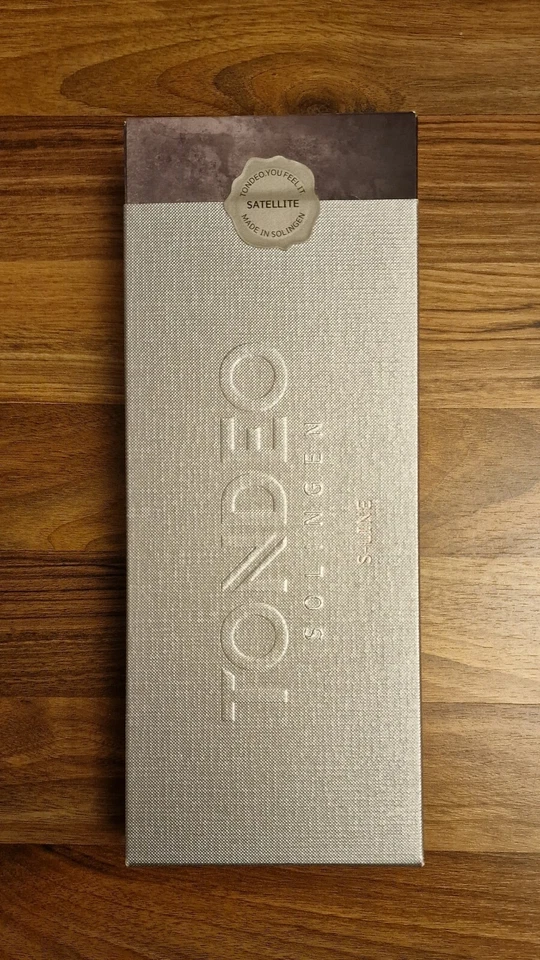 TONDEO.YOU FEEL IT.
SATELLITE
MADE IN SOLINGEN
TONDEO
SOLINGEN
S-LINE